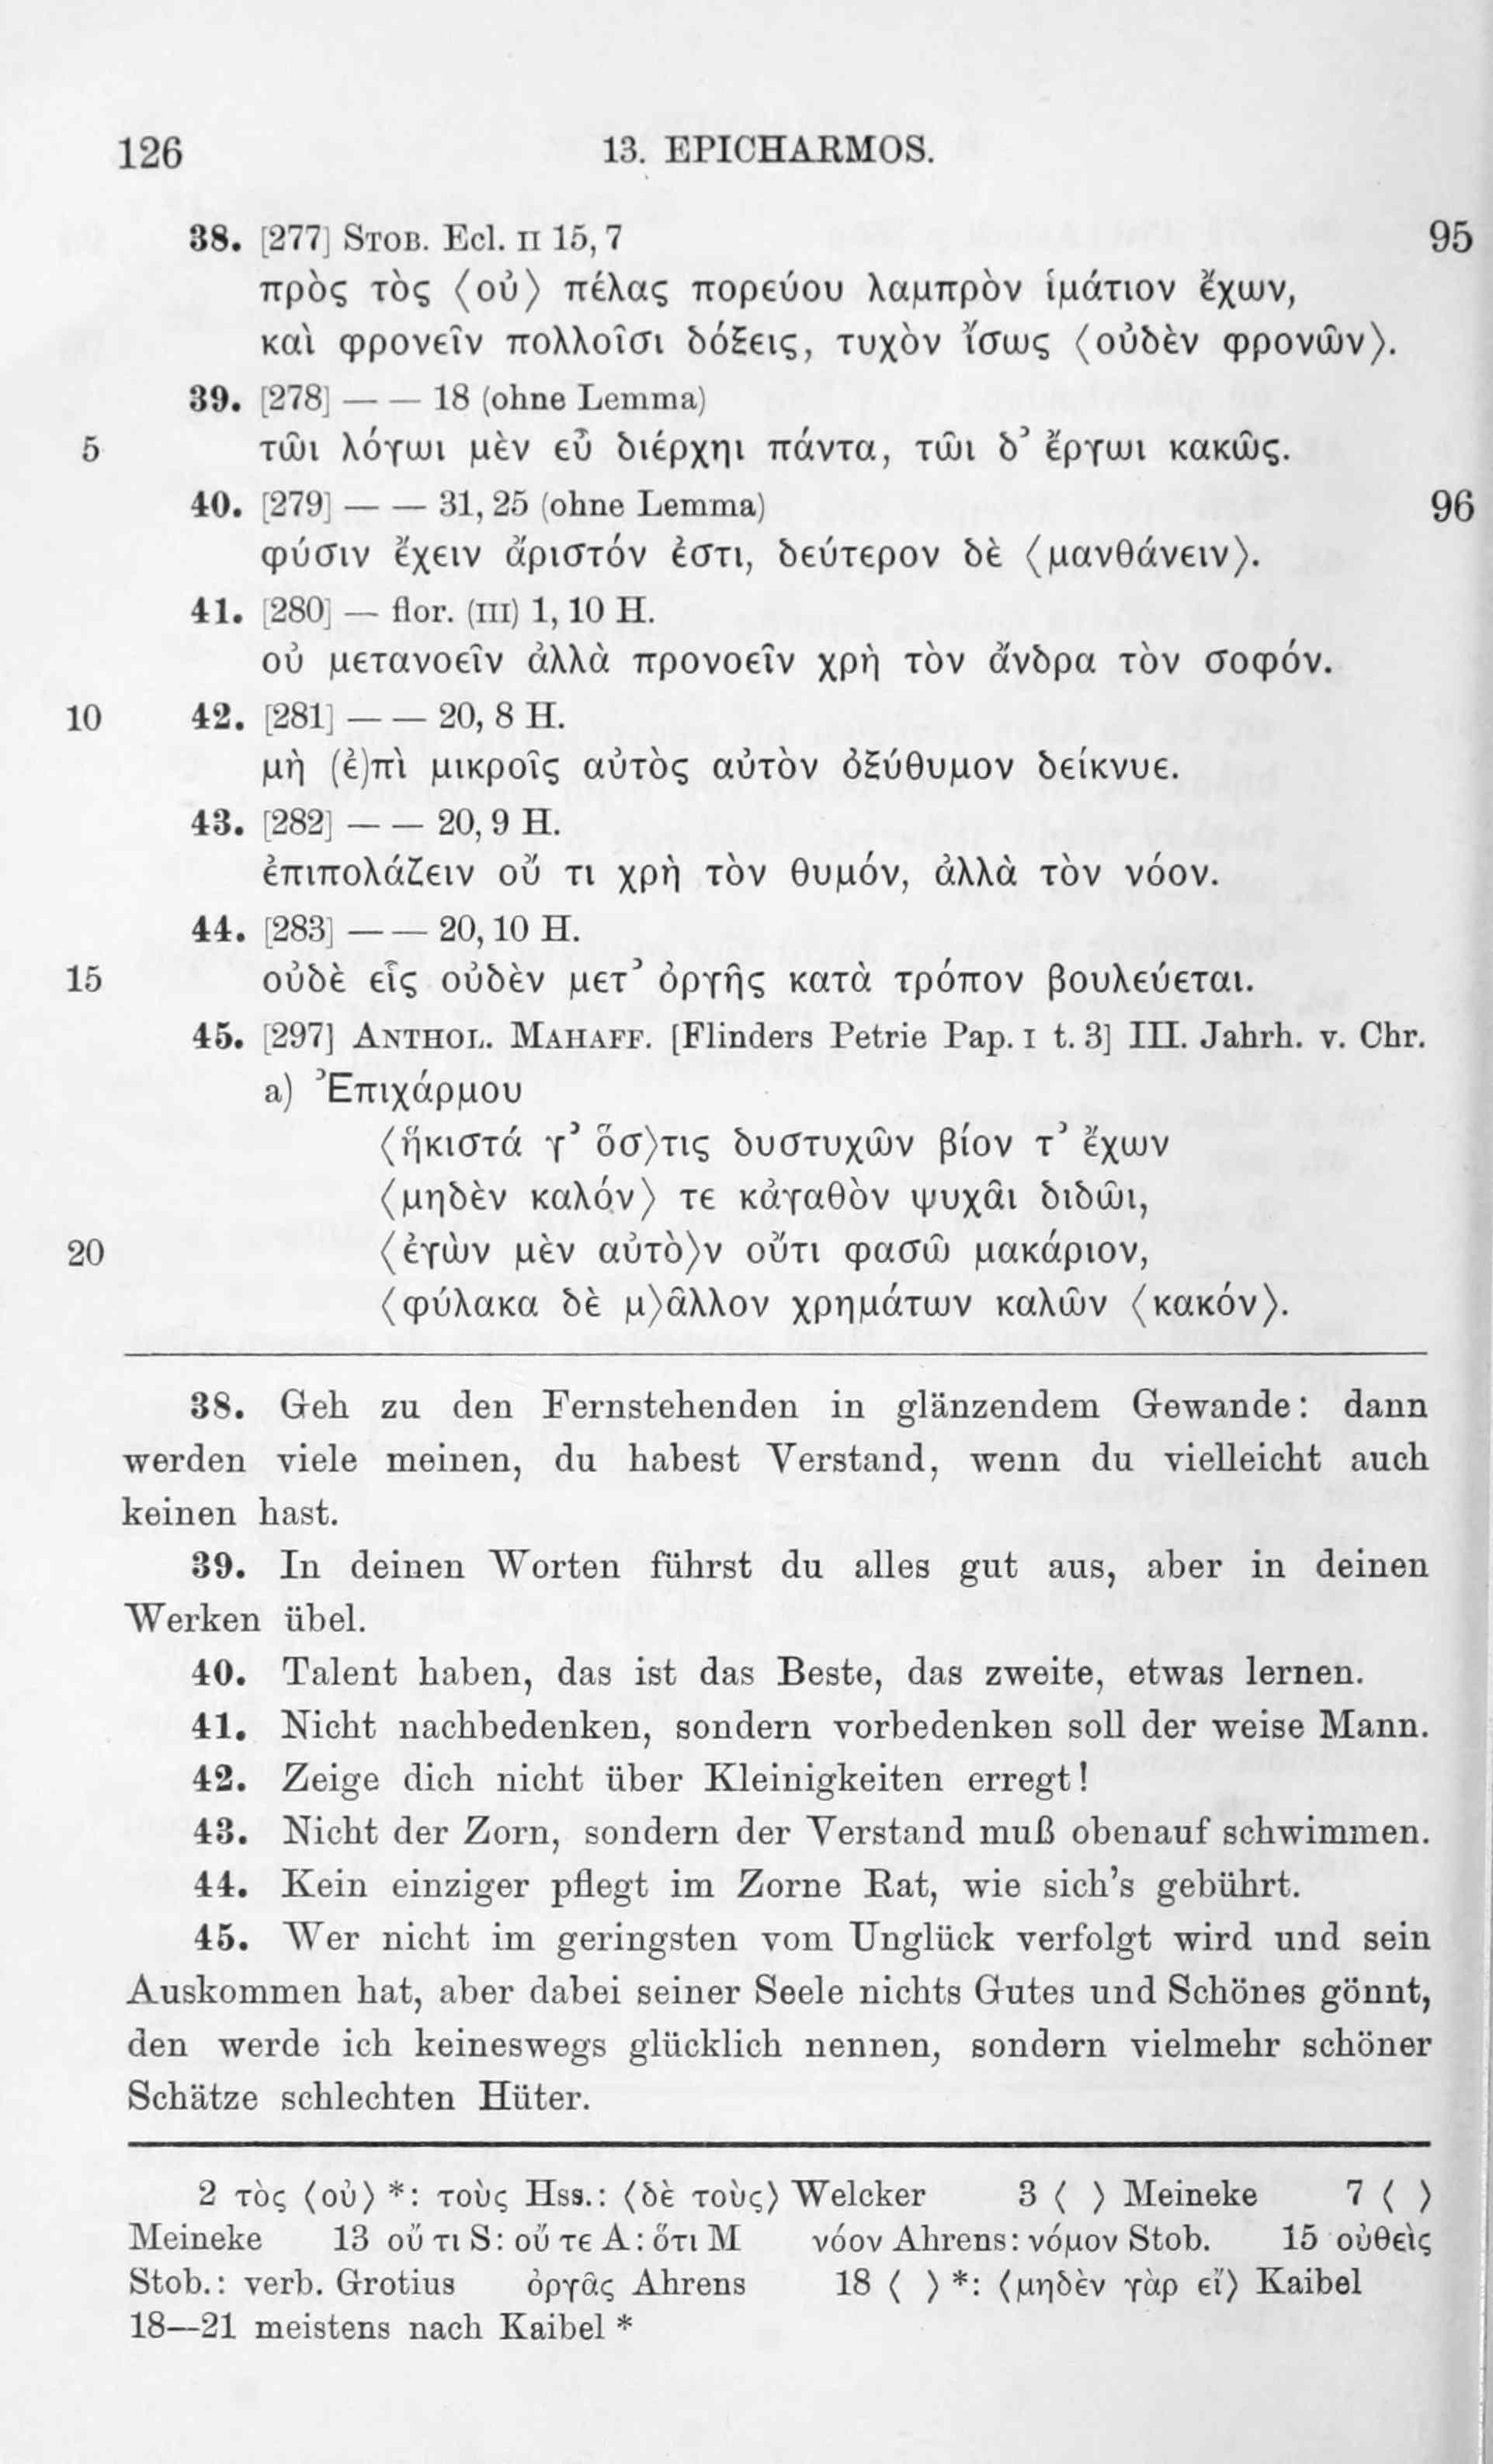 126 13. EPICHARMOS.
38. [277] STOB. Ecl. II 15, 7 95
πρὸς τὸς ⟨οὐ⟩ πέλας πορεύου λαμπρὸν ἱμάτιον ἔχων,
καὶ φρονεῖν πολλοῖσι δόξεις, τυχὸν ἴσως ⟨οὐδὲν φρονῶν⟩.
39. [278] — — 18 (ohne Lemma)
5 τῶι λόγωι μὲν εὖ διέρχηι πάντα, τῶι δ᾽ ἔργωι κακῶς.
40. [279] — — 31, 25 (ohne Lemma) 96
φύσιν ἔχειν ἄριστόν ἐστι, δεύτερον δὲ ⟨μανθάνειν⟩.
41. [280] — flor. (III) 1, 10 H.
οὐ μετανοεῖν ἀλλὰ προνοεῖν χρὴ τὸν ἄνδρα τὸν σοφόν.
10 42. [281] — — 20, 8 H.
μὴ (ἐ)πὶ μικροῖς αὐτὸς αὑτὸν ὀξύθυμον δείκνυε.
43. [282] — — 20, 9 H.
ἐπιπολάζειν οὔ τι χρὴ τὸν θυμόν, ἀλλὰ τὸν νόον.
44. [283] — — 20, 10 H.
15 οὐδὲ εἷς οὐδὲν μετ᾽ ὀργῆς κατὰ τρόπον βουλεύεται.
45. [297] ANTHOL. MAHAFF. [Flinders Petrie Pap. I t. 3] III. Jahrh. v. Chr.
a) Ἐπιχάρμου
⟨ἥκιστά γ᾽ ὅσ⟩τις δυστυχῶν βίον τ᾽ ἔχων
⟨μηδὲν καλόν⟩ τε κἀγαθὸν ψυχᾶι διδῶι,
20 ⟨ἐγὼν μὲν αὐτὸ⟩ν οὔτι φασῶ μακάριον,
⟨φύλακα δὲ μ⟩ᾶλλον χρημάτων καλῶν ⟨κακόν⟩.
38. Geh zu den Fernstehenden in glänzendem Gewande: dann
werden viele meinen, du habest Verstand, wenn du vielleicht auch
keinen hast.
39. In deinen Worten führst du alles gut aus, aber in deinen
Werken übel.
40. Talent haben, das ist das Beste, das zweite, etwas lernen.
41. Nicht nachbedenken, sondern vorbedenken soll der weise Mann.
42. Zeige dich nicht über Kleinigkeiten erregt!
43. Nicht der Zorn, sondern der Verstand muß obenauf schwimmen.
44. Kein einziger pflegt im Zorne Rat, wie sich's gebührt.
45. Wer nicht im geringsten vom Unglück verfolgt wird und sein
Auskommen hat, aber dabei seiner Seele nichts Gutes und Schönes gönnt,
den werde ich keineswegs glücklich nennen, sondern vielmehr schöner
Schätze schlechten Hüter.
2 τὸς ⟨οὐ⟩ *: τοὺς Hss.: ⟨δὲ τοὺς⟩ Welcker 3 ⟨ ⟩ Meineke 7 ⟨ ⟩
Meineke 13 οὔ τι S: οὔ τε A: ὅτι M νόον Ahrens: νόμον Stob. 15 οὐθεὶς
Stob.: verb. Grotius ὀργᾶς Ahrens 18 ⟨ ⟩ *: ⟨μηδὲν γὰρ εἴ⟩ Kaibel
18—21 meistens nach Kaibel *